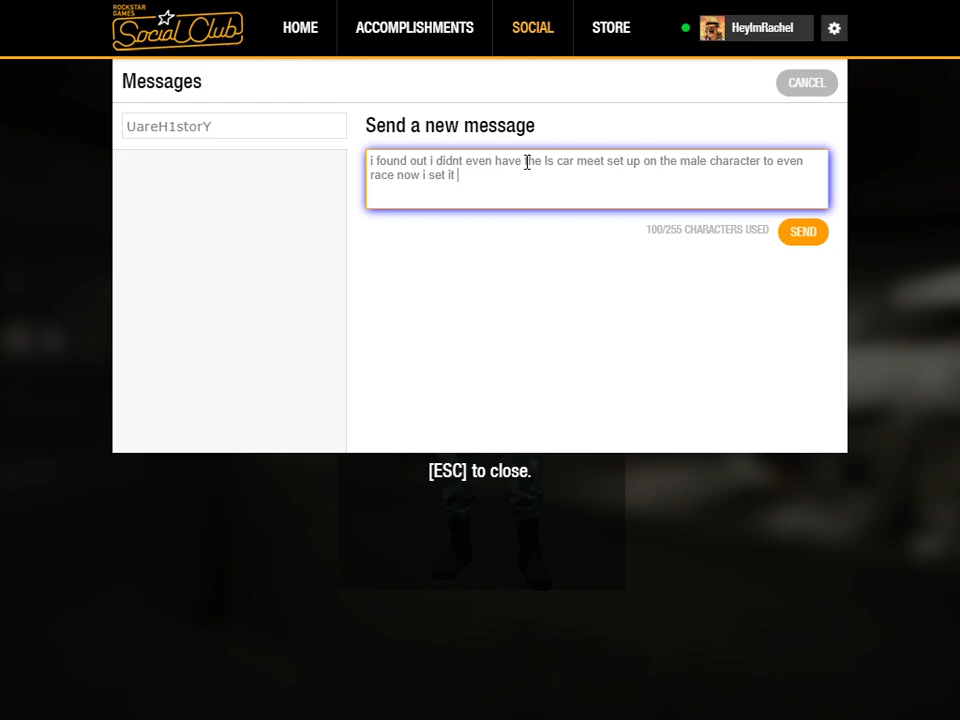 ROCKSTAR
GAMES
Social Club
HOME
ACCOMPLISHMENTS
SOCIAL
STORE
HeyImRachel
Messages
CANCEL
UareH1storY
Send a new message
i found out i didnt even have the ls car meet set up on the male character to even
race now i set it
100/255 CHARACTERS USED
SEND
[ESC] to close.